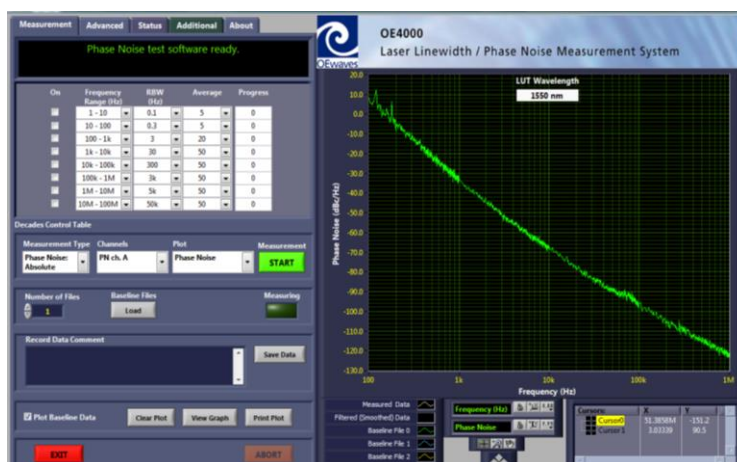 Measurement Advanced Status Additional About
Phase Noise test software ready.
On Frequency Range (Hz) RBW (Hz) Average Progress
1 - 10 0.1 5 0
10 - 100 0.3 5 0
100 - 1k 3 20 0
1k - 10k 30 50 0
10k - 100k 300 50 0
100k - 1M 3k 50 0
1M - 10M 5k 50 0
10M - 100M 50k 50 0
Decades Control Table
Measurement Type Channels Plot Measurement
Phase Noise: Absolute PN ch. A Phase Noise START
Number of Files Baseline Files Measuring
1 Load
Record Data Comment
Save Data
Plot Baseline Data Clear Plot View Graph Print Plot
EXIT ABORT
OEwaves
OE4000
Laser Linewidth / Phase Noise Measurement System
LUT Wavelength
1550 nm
Phase Noise (dBc/Hz)
20.0
10.0
0.0
-10.0
-20.0
-30.0
-40.0
-50.0
-60.0
-70.0
-80.0
-90.0
-100.0
-110.0
-120.0
-130.0
100 1k 10k 100k 1M
Frequency (Hz)
Measured Data
Filtered (Smoothed) Data
Baseline File 0
Baseline File 1
Baseline File 2
Frequency (Hz)
Phase Noise
Cursors: X Y
Cursor0 51.3858M -151.2
Cursor1 3.03339 90.5